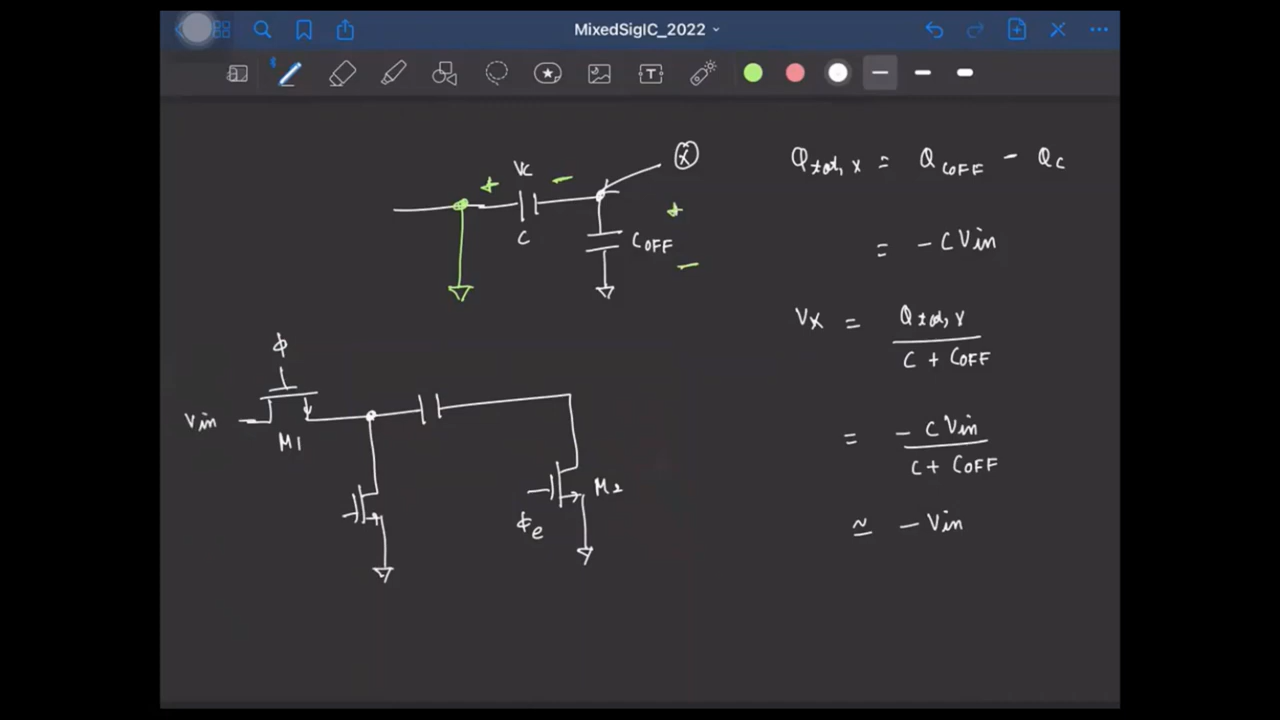 MixedSigIC_2022
T
X
Vc
+ −
C
+
COFF
−
Qtot, x = QCOFF − QC
= − C Vin
VX = Qtot, x
C + COFF
= − C Vin
C + COFF
≃ − Vin
ϕ
Vin
M1
M2
ϕe